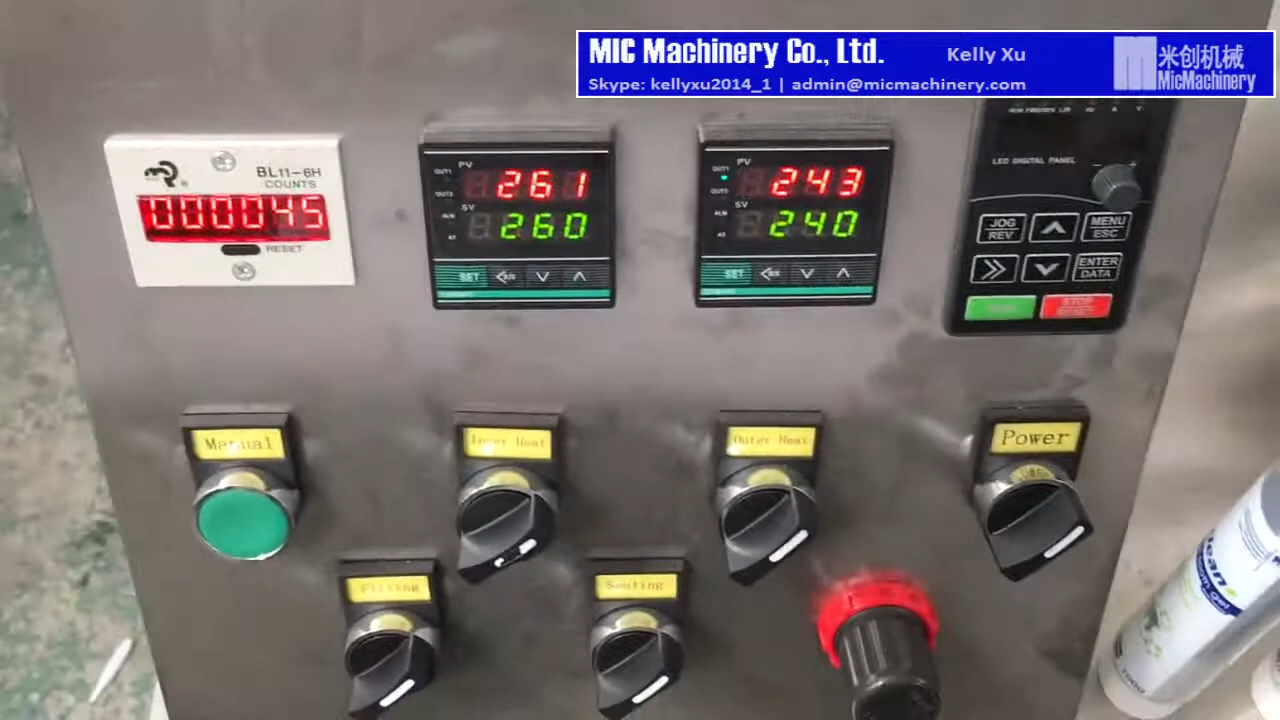 MIC Machinery Co., Ltd.
Kelly Xu
Skype: kellyxu2014_1 | admin@micmachinery.com
米创机械
MicMachinery
BL11-6H
COUNTS
000045
RESET
PV
261
SV
260
SET
PV
243
SV
240
SET
LED DIGITAL PANEL
JOG
REV
MENU
ESC
ENTER
DATA
STOP
Manual
Inner Heat
Outer Heat
Power
Filling
Sealing